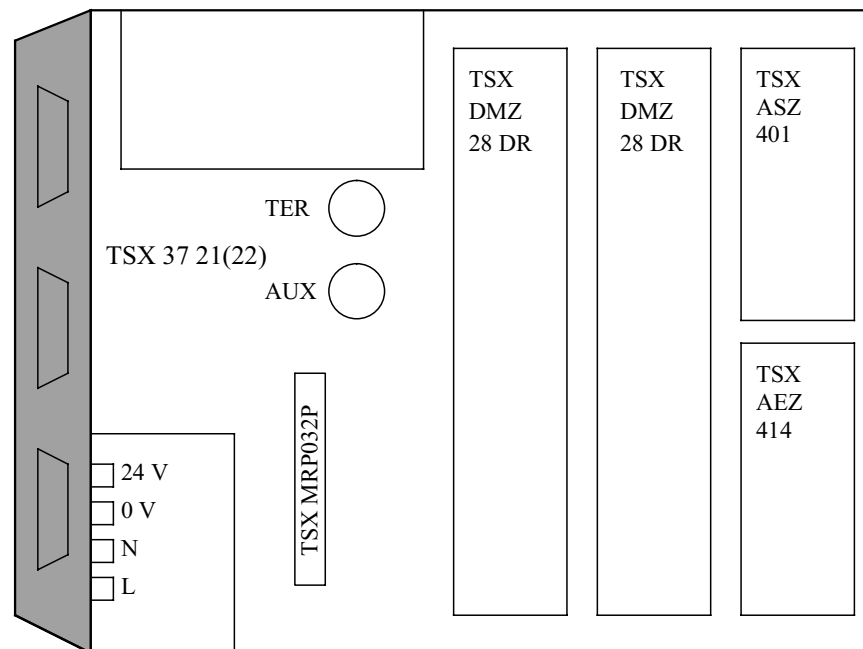 TER
TSX 37 21(22)
AUX
TSX MRP032P
24 V
0 V
N
L
TSX
DMZ
28 DR
TSX
DMZ
28 DR
TSX
ASZ
401
TSX
AEZ
414